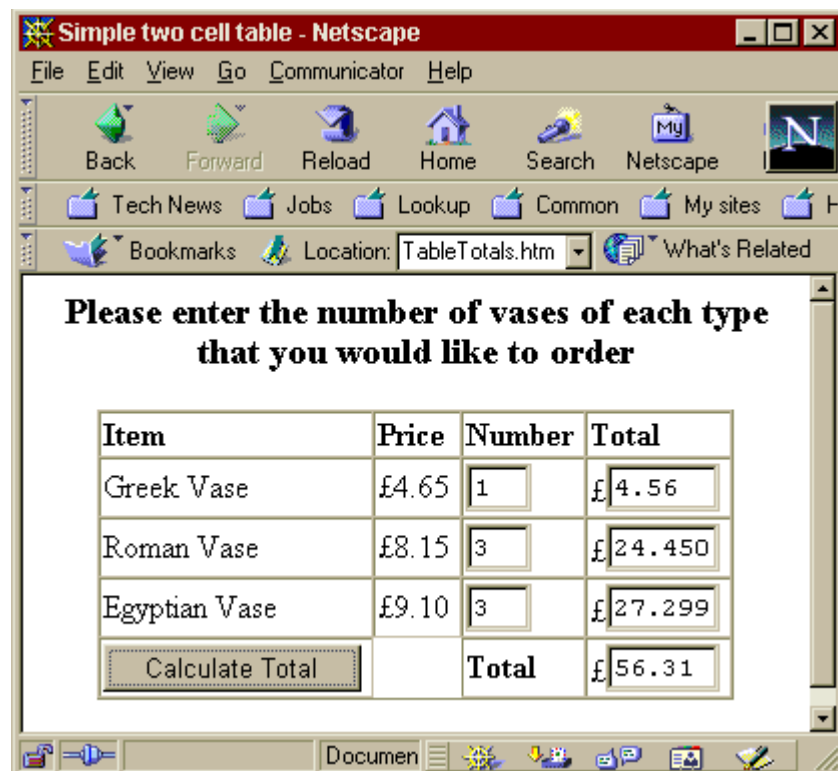 Simple two cell table - Netscape
File Edit View Go Communicator Help
Back Forward Reload Home Search My Netscape N
Tech News Jobs Lookup Common My sites H
Bookmarks Location: TableTotals.htm What's Related
Please enter the number of vases of each type
that you would like to order
Item Price Number Total
Greek Vase £4.65 1 £4.56
Roman Vase £8.15 3 £24.450
Egyptian Vase £9.10 3 £27.299
Calculate Total Total £56.31
Documen